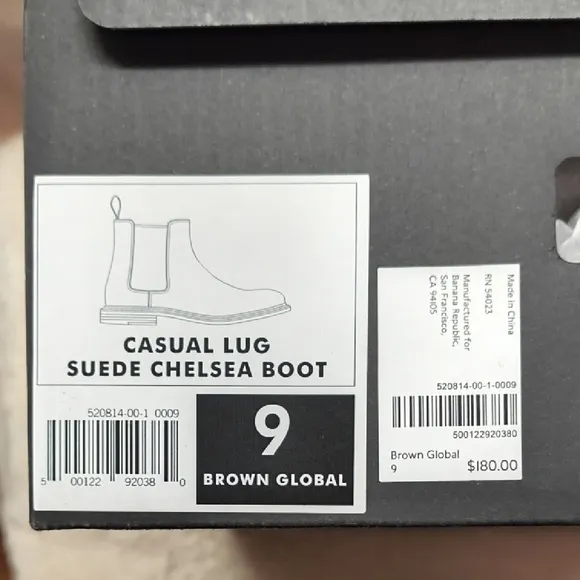 CASUAL LUG
SUEDE CHELSEA BOOT
520814-00-1 0009
5 00122 92038 0
9
BROWN GLOBAL
Made in China
RN 54023
Manufactured for
Banana Republic,
San Francisco,
CA 94105
520814-00-1-0009
500122920380
Brown Global
9 $180.00